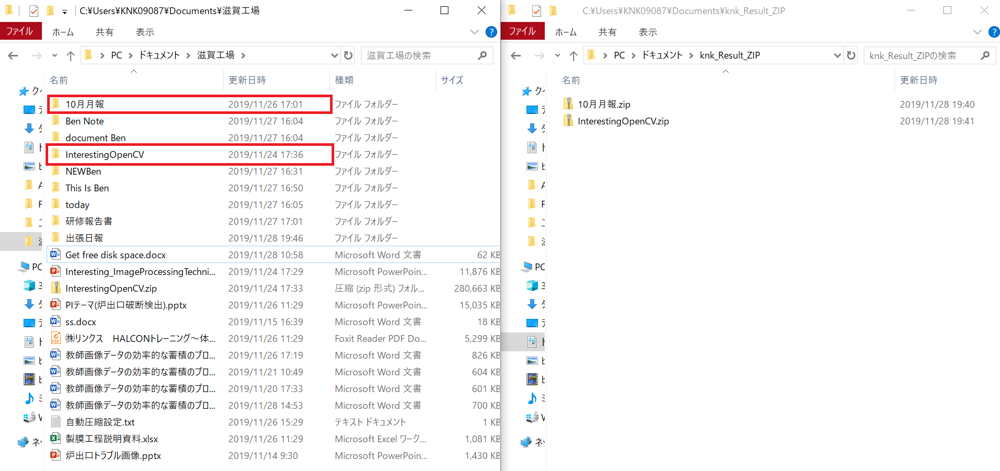 C:¥Users¥KNK09087¥Documents¥滋賀工場
ファイル ホーム 共有 表示
PC ドキュメント 滋賀工場 滋賀工場の検索
名前 更新日時 種類 サイズ
10月月報 2019/11/26 17:01 ファイル フォルダー
Ben Note 2019/11/27 16:04 ファイル フォルダー
document Ben 2019/11/27 16:04 ファイル フォルダー
InterestingOpenCV 2019/11/24 17:36 ファイル フォルダー
NEWBen 2019/11/27 16:31 ファイル フォルダー
This Is Ben 2019/11/27 16:50 ファイル フォルダー
today 2019/11/27 16:05 ファイル フォルダー
研修報告書 2019/11/27 17:01 ファイル フォルダー
出張日報 2019/11/28 19:46 ファイル フォルダー
Get free disk space.docx 2019/11/28 10:58 Microsoft Word 文書 62 KB
Interesting_ImageProcessingTechni... 2019/11/24 17:29 Microsoft PowerPoin... 11,876 KB
InterestingOpenCV.zip 2019/11/24 17:33 圧縮 (zip 形式) フォル... 280,663 KB
PIテーマ(炉出口破断検出).pptx 2019/11/26 11:29 Microsoft PowerPoin... 15,035 KB
ss.docx 2019/11/15 16:39 Microsoft Word 文書 18 KB
㈱リンクス　HALCONトレーニング～体... 2019/11/26 11:29 Foxit Reader PDF Do... 5,299 KB
教師画像データの効率的な蓄積のプロ... 2019/11/26 17:19 Microsoft Word 文書 826 KB
教師画像データの効率的な蓄積のプロ... 2019/11/21 10:49 Microsoft Word 文書 604 KB
教師画像データの効率的な蓄積のプロ... 2019/11/20 17:33 Microsoft Word 文書 601 KB
教師画像データの効率的な蓄積のプロ... 2019/11/28 14:53 Microsoft Word 文書 700 KB
自動圧縮設定.txt 2019/11/26 15:29 テキスト ドキュメント 1 KB
製膜工程説明資料.xlsx 2019/11/26 11:29 Microsoft Excel ワーク... 1,081 KB
炉出口トラブル画像.pptx 2019/11/14 9:30 Microsoft PowerPoin... 1,430 KB
PC
C:¥Users¥KNK09087¥Documents¥knk_Result_ZIP
ファイル ホーム 共有 表示
PC ドキュメント knk_Result_ZIP knk_Result_ZIPの検索
名前 更新日時
10月月報.zip 2019/11/28 19:40
InterestingOpenCV.zip 2019/11/28 19:41
PC